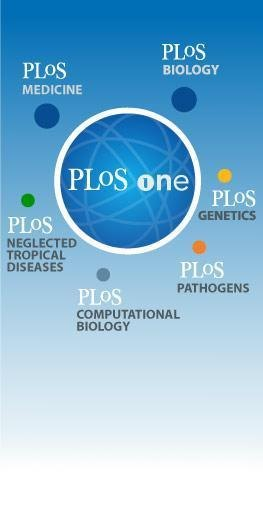 PLoS
MEDICINE
PLoS
BIOLOGY
PLoS one
PLoS
GENETICS
PLoS
NEGLECTED
TROPICAL
DISEASES
PLoS
PATHOGENS
PLoS
COMPUTATIONAL
BIOLOGY